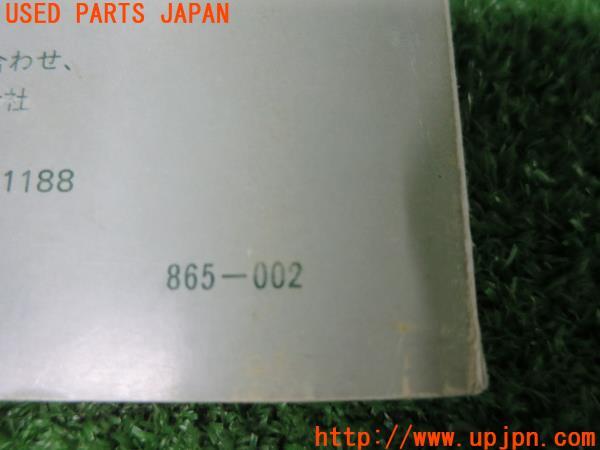 USED PARTS JAPAN
合わせ、
社
1188
865-002
http://www.upjpn.com/